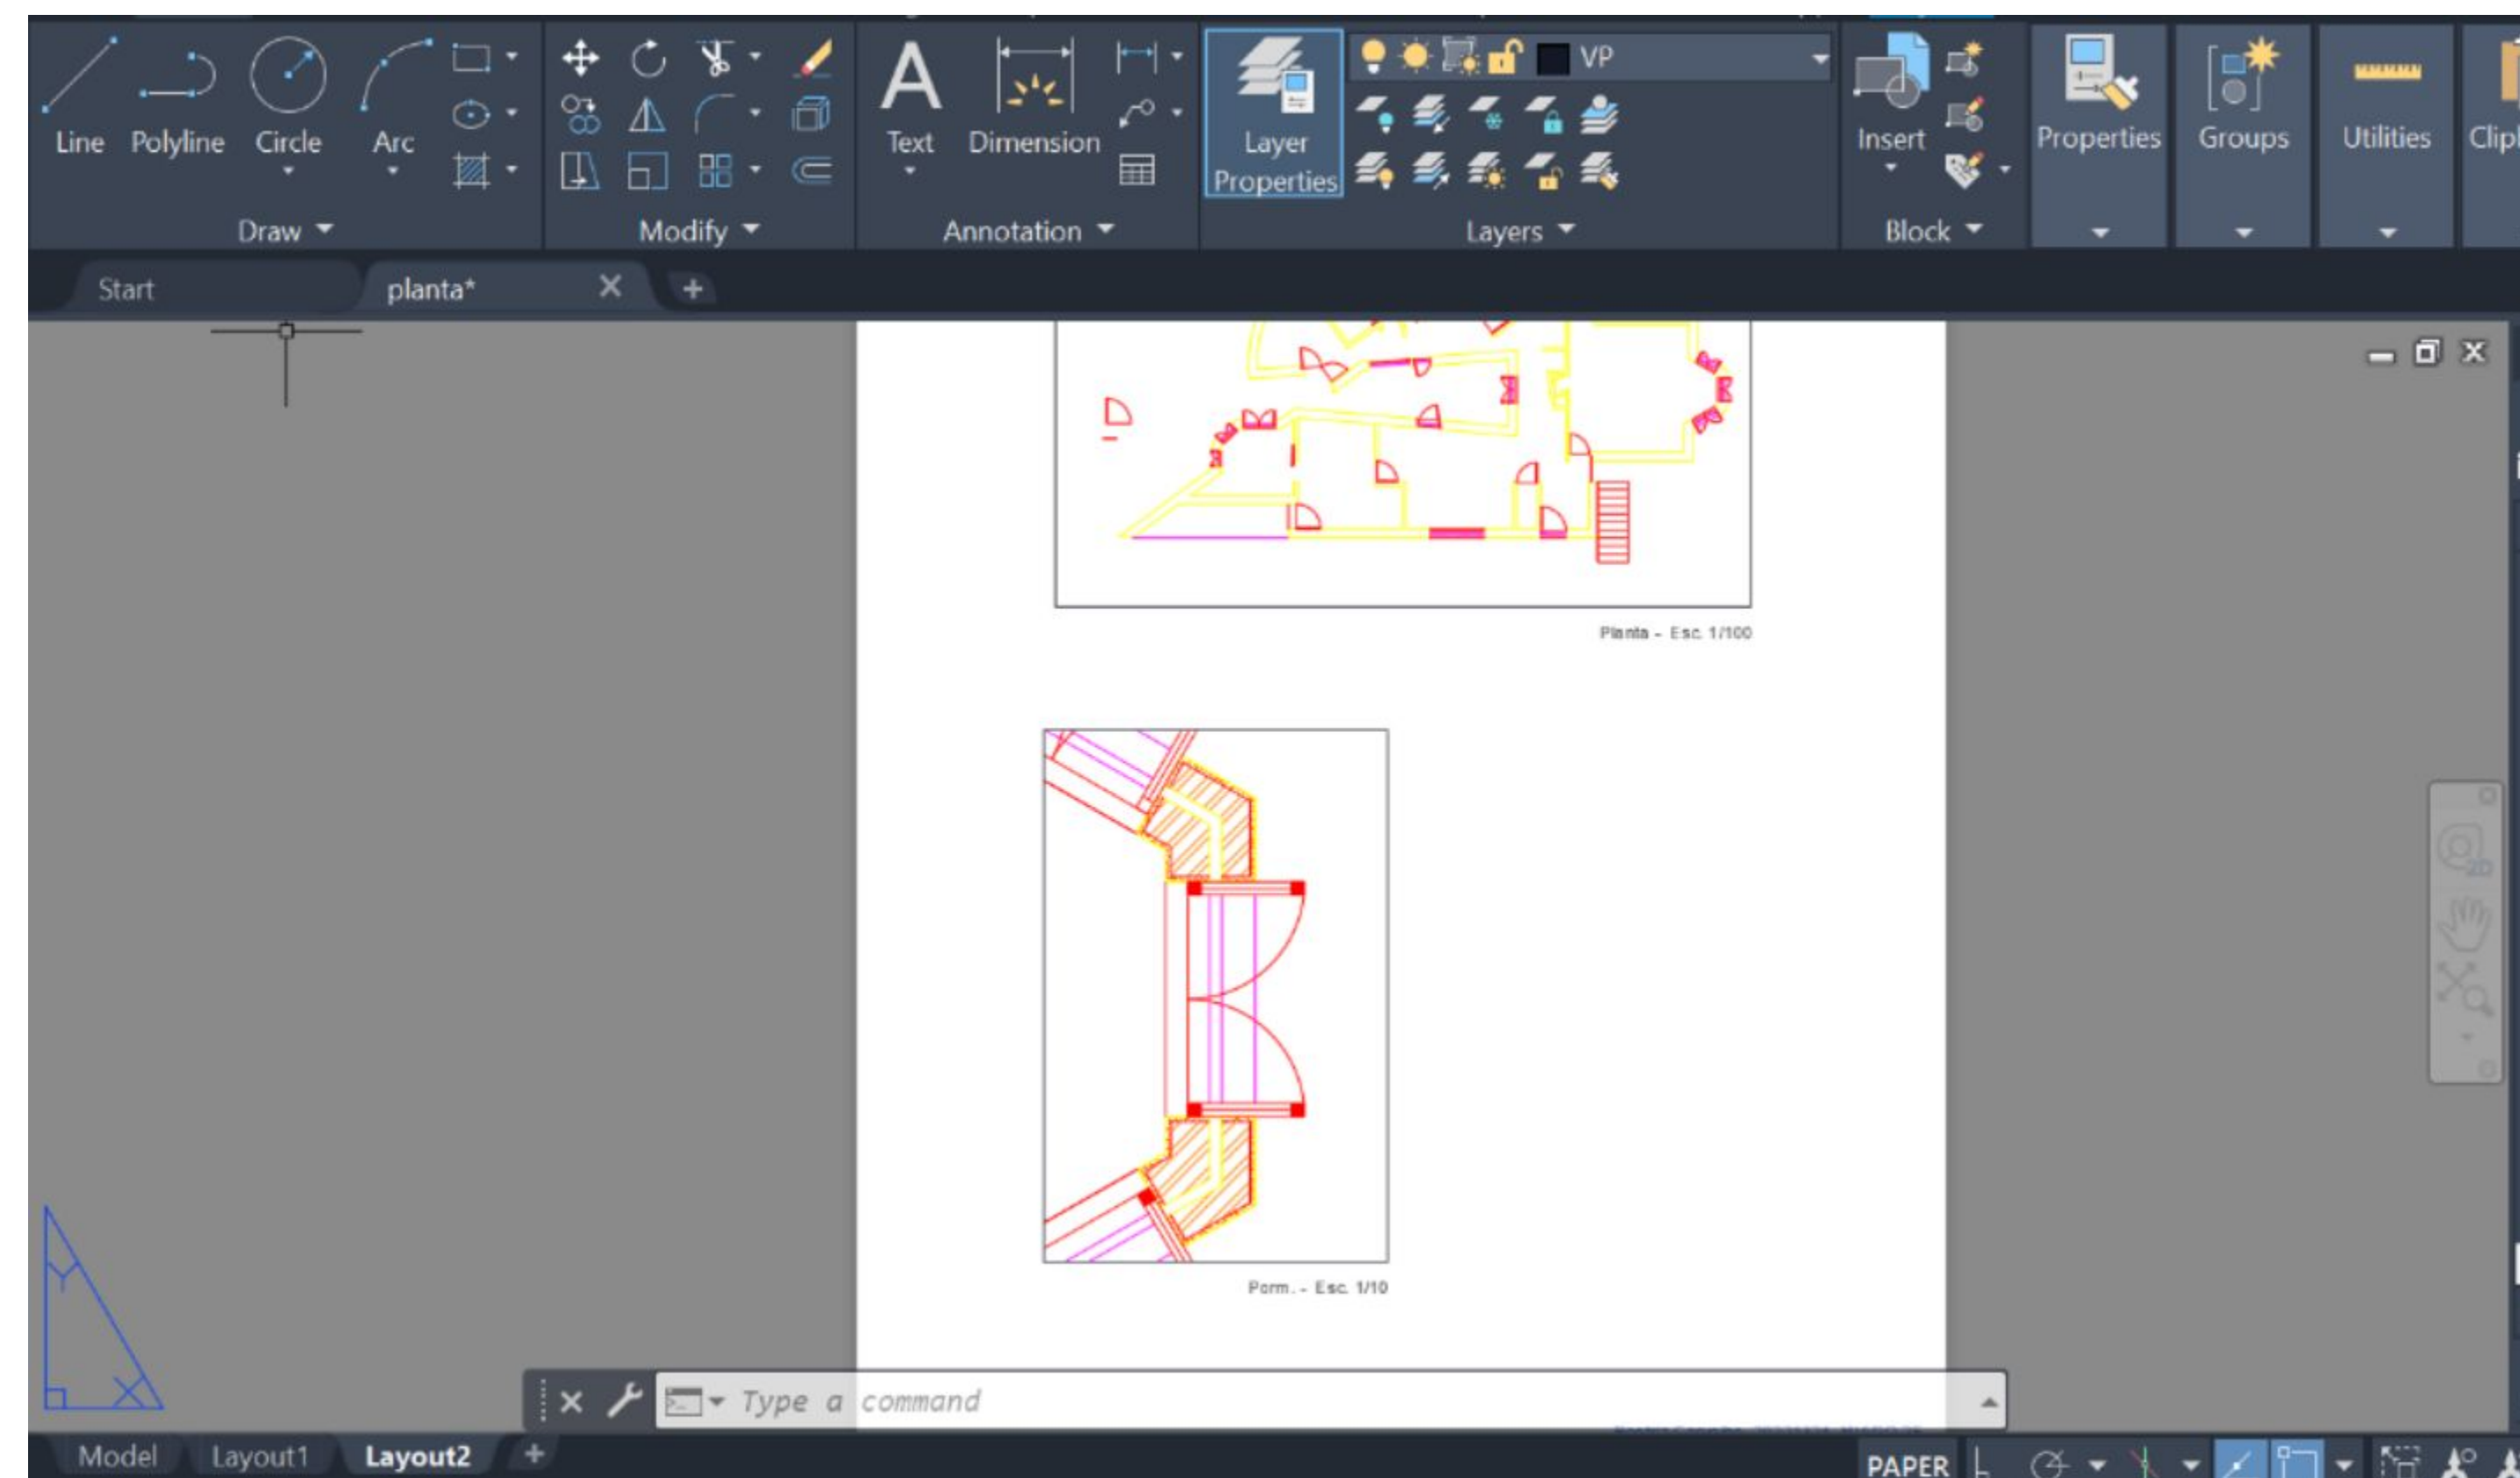 VP
Line Polyline Circle Arc
Text Dimension
Layer Properties
Insert
Properties Groups Utilities
Draw Modify Annotation Layers Block
Start planta*
Planta - Esc. 1/100
Porm. - Esc. 1/10
2D
Y
X
Type a command
Model Layout1 Layout2 PAPER